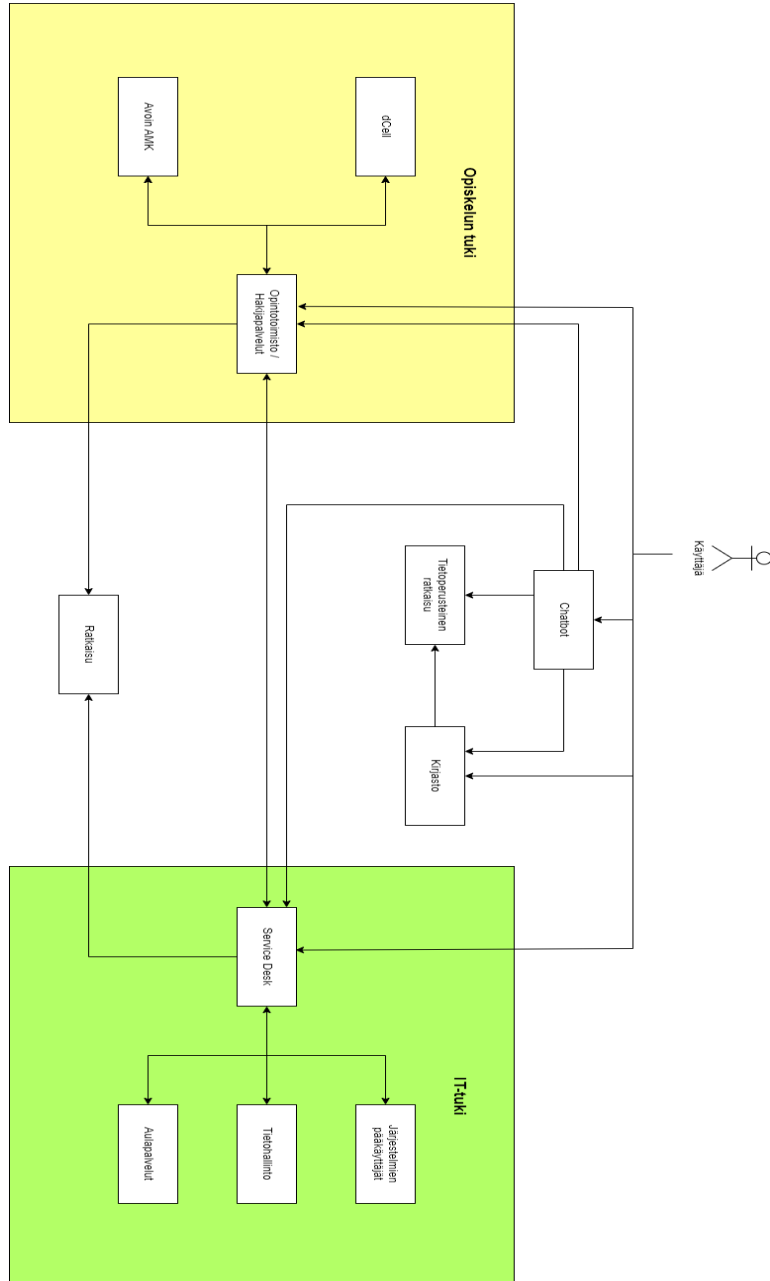 Käyttäjä
Opiskelun tuki
IT-tuki
dCell
Chatbot
Tietoperusteinen
ratkaisu
Kirjasto
Järjestelmien
pääkäyttäjät
Opintotoimisto /
Hakijapalvelut
Service Desk
Tietohallinto
Avoin AMK
Ratkaisu
Aulapalvelut